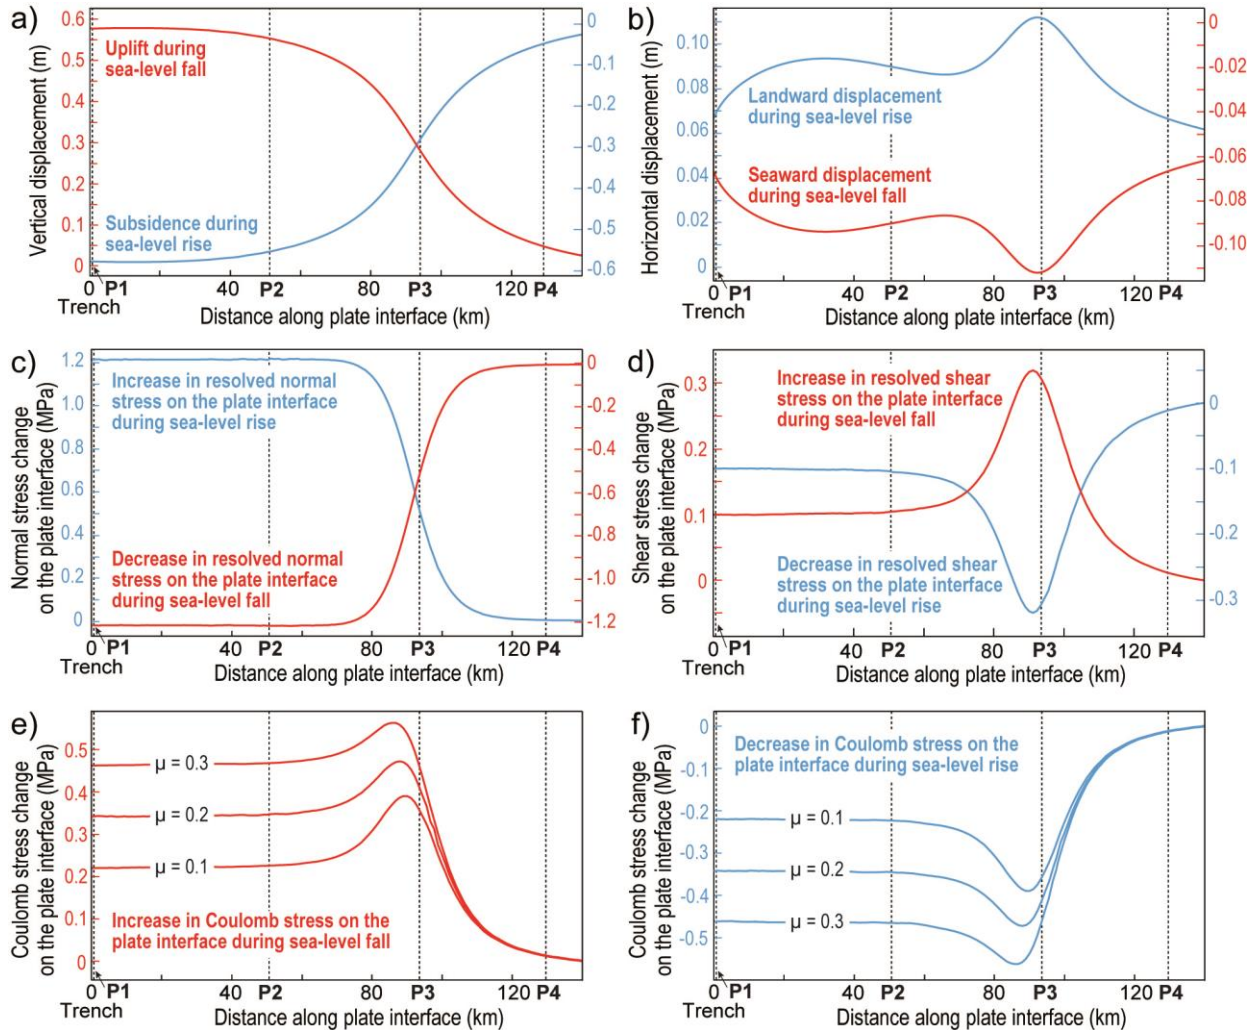 a)
Vertical displacement (m)
0.6
0.5
0.4
0.3
0.2
0.1
0
Uplift during
sea-level fall
Subsidence during
sea-level rise
0
-0.1
-0.2
-0.3
-0.4
-0.5
-0.6
0 P1 40 P2 80 P3 120 P4
Trench
Distance along plate interface (km)
b)
Horizontal displacement (m)
0.10
0.08
0.06
0.04
0.02
0
Landward displacement
during sea-level rise
Seaward displacement
during sea-level fall
0
-0.02
-0.04
-0.06
-0.08
-0.10
0 P1 40 P2 80 P3 120 P4
Trench
Distance along plate interface (km)
c)
Normal stress change
on the plate interface (MPa)
1.2
1.0
0.8
0.6
0.4
0.2
0
Increase in resolved normal
stress on the plate interface
during sea-level rise
Decrease in resolved normal
stress on the plate interface
during sea-level fall
0
-0.2
-0.4
-0.6
-0.8
-1.0
-1.2
0 P1 40 P2 80 P3 120 P4
Trench
Distance along plate interface (km)
d)
Shear stress change
on the plate interface (MPa)
0.3
0.2
0.1
0
Increase in resolved shear
stress on the plate interface
during sea-level fall
Decrease in resolved shear
stress on the plate interface
during sea-level rise
0
-0.1
-0.2
-0.3
0 P1 40 P2 80 P3 120 P4
Trench
Distance along plate interface (km)
e)
Coulomb stress change
on the plate interface (MPa)
0.5
0.4
0.3
0.2
0.1
0
μ = 0.3
μ = 0.2
μ = 0.1
Increase in Coulomb stress on the
plate interface during sea-level fall
0 P1 40 P2 80 P3 120 P4
Trench
Distance along plate interface (km)
f)
Coulomb stress change
on the plate interface (MPa)
0
-0.1
-0.2
-0.3
-0.4
-0.5
Decrease in Coulomb stress on the
plate interface during sea-level rise
μ = 0.1
μ = 0.2
μ = 0.3
0 P1 40 P2 80 P3 120 P4
Trench
Distance along plate interface (km)